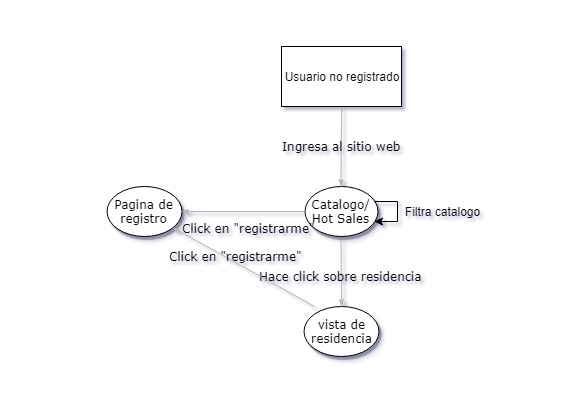 Usuario no registrado
Ingresa al sitio web
Catalogo/
Hot Sales
Filtra catalogo
Pagina de
registro
Click en "registrarme
Click en "registrarme"
Hace click sobre residencia
vista de
residencia